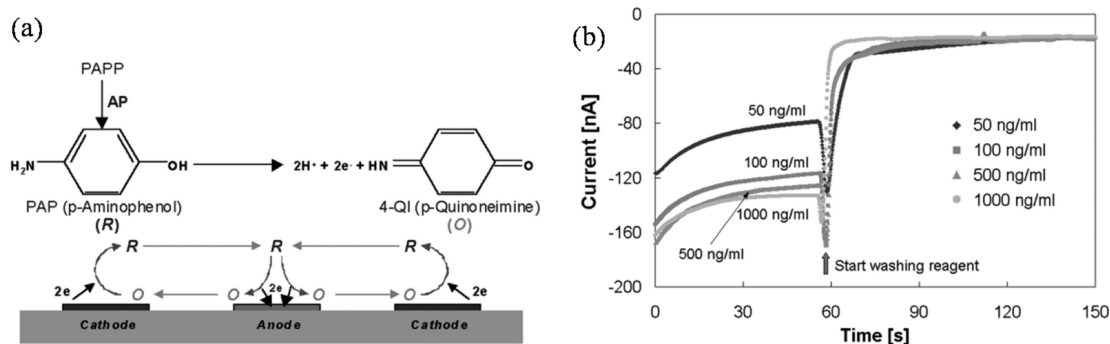 (a)
PAPP
AP
H₂N
OH
2H⁺ + 2e⁻ + HN
O
PAP (p-Aminophenol)
(R)
4-QI (p-Quinoneimine)
(O)
R R R
2e O O 2e O O 2e
Cathode Anode Cathode
(b)
Current [nA]
0
-40
-80
-120
-160
-200
50 ng/ml
100 ng/ml
1000 ng/ml
500 ng/ml
50 ng/ml
100 ng/ml
500 ng/ml
1000 ng/ml
Start washing reagent
0 30 60 90 120 150
Time [s]